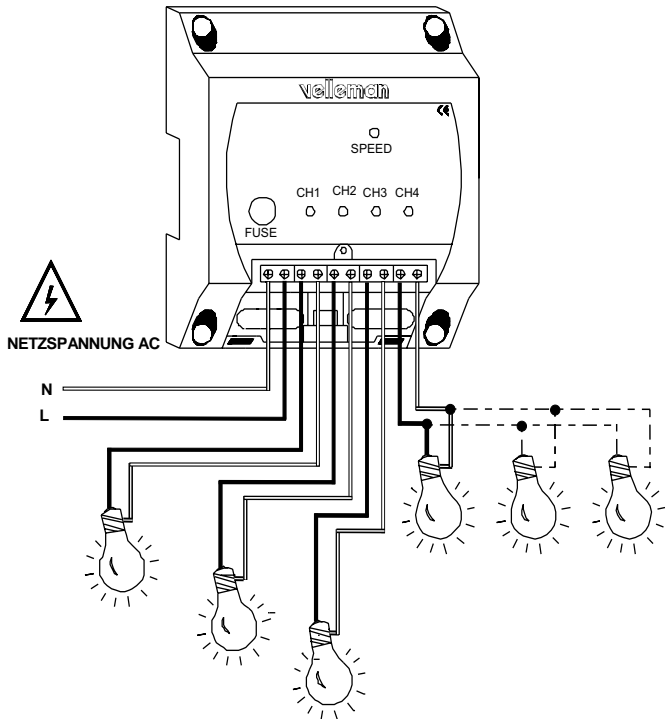 velleman
CE
SPEED
CH1 CH2 CH3 CH4
FUSE
NETZSPANNUNG AC
N
L